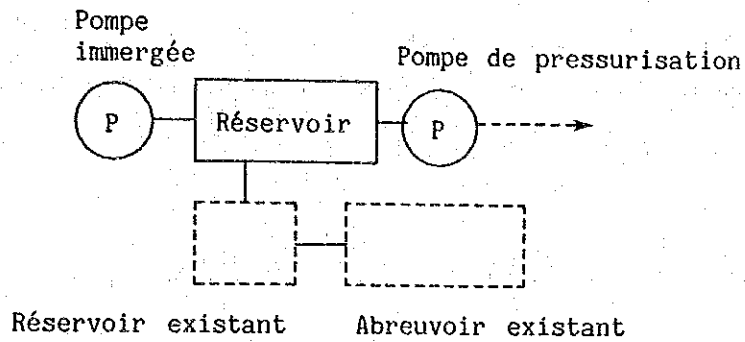 Pompe
immergée
Pompe de pressurisation
P
Réservoir
P
Réservoir existant
Abreuvoir existant